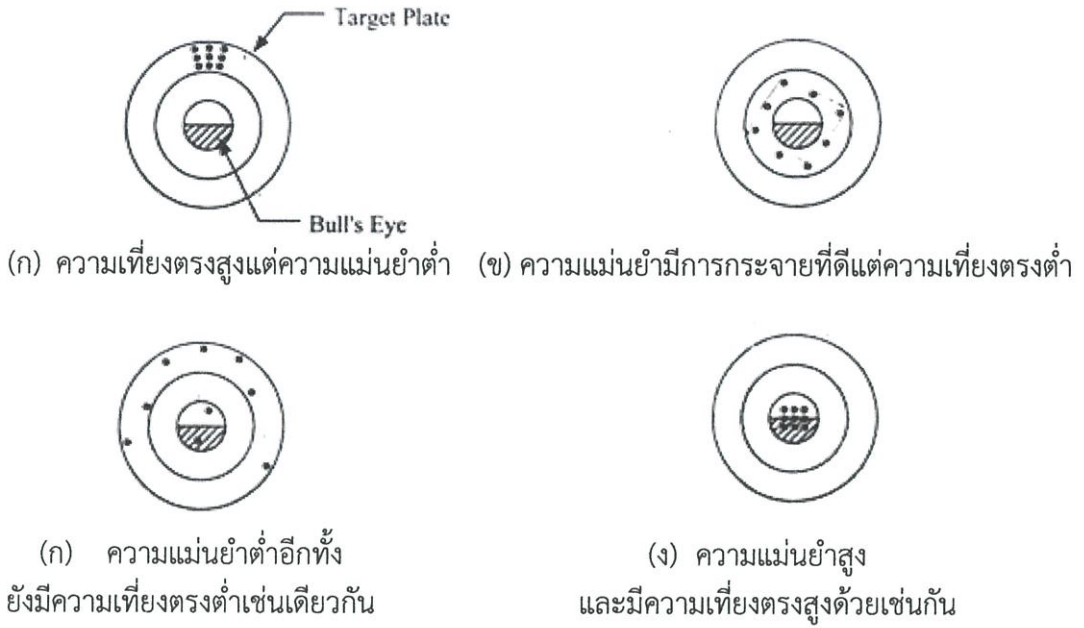 Target Plate
Bull's Eye
(ก) ความเที่ยงตรงสูงแต่ความแม่นยำต่ำ
(ข) ความแม่นยำมีการกระจายที่ดีแต่ความเที่ยงตรงต่ำ
(ก) ความแม่นยำต่ำอีกทั้ง
ยังมีความเที่ยงตรงต่ำเช่นเดียวกัน
(ง) ความแม่นยำสูง
และมีความเที่ยงตรงสูงด้วยเช่นกัน